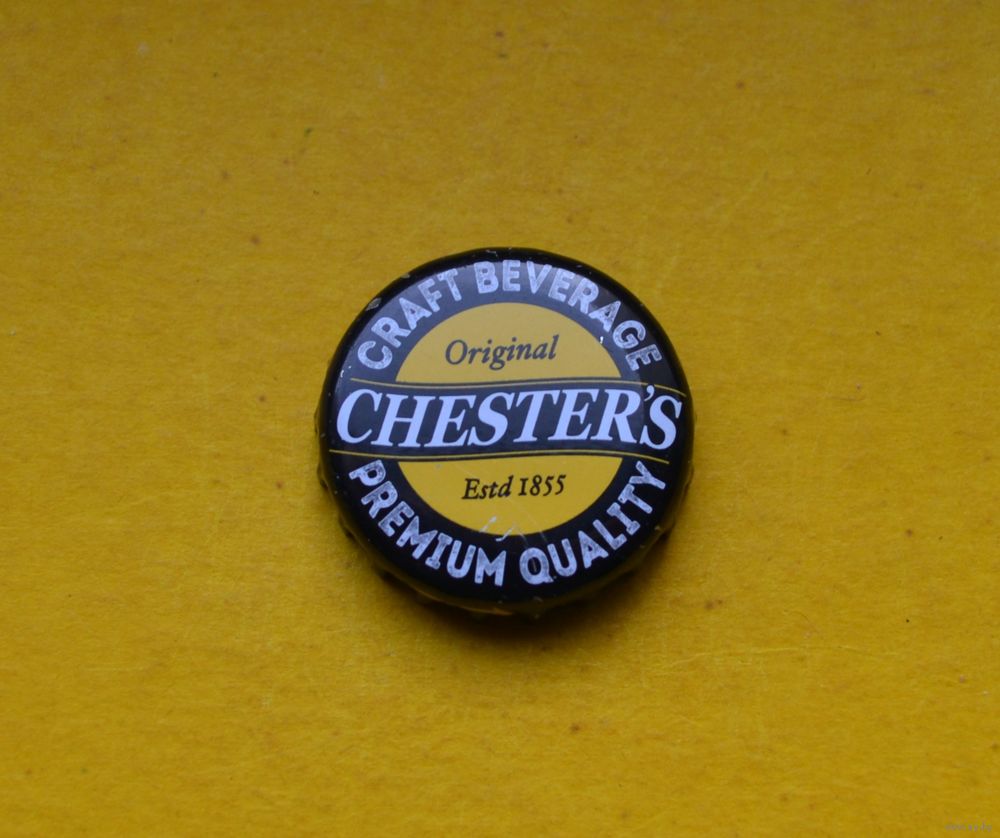 CRAFT BEVERAGE
Original
CHESTER'S
Estd 1855
PREMIUM QUALITY